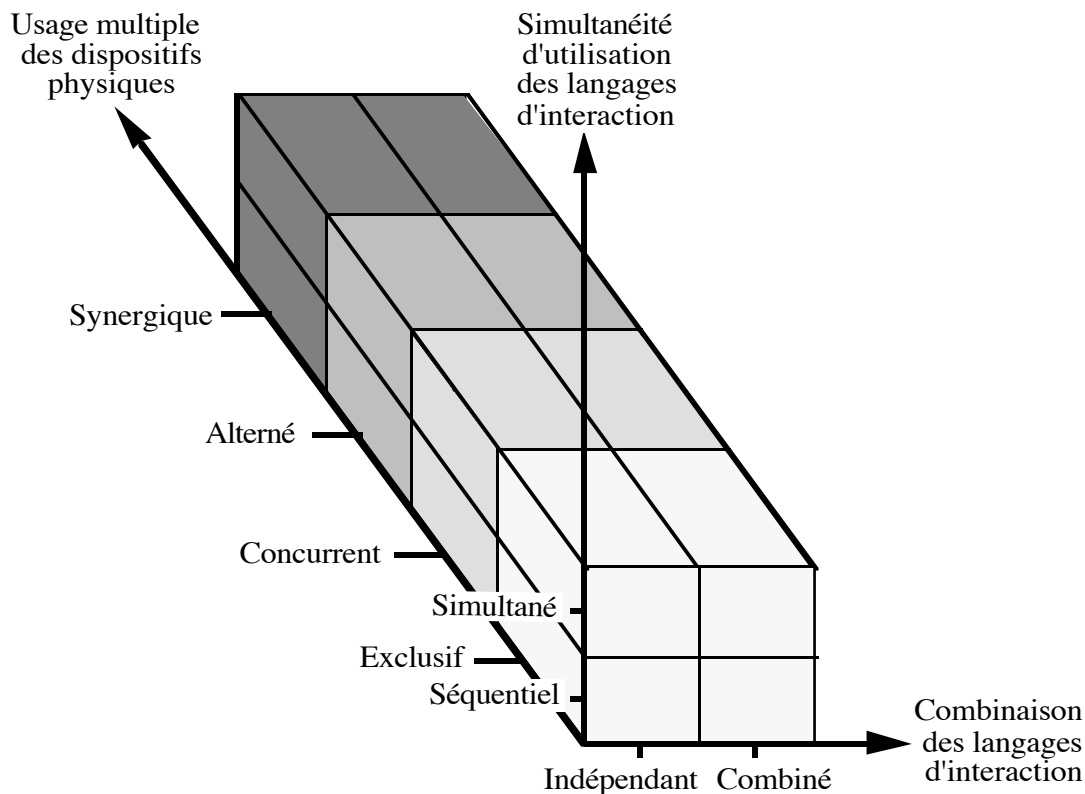 Usage multiple
des dispositifs
physiques
Simultanéité
d'utilisation
des langages
d'interaction
Synergique
Alterné
Concurrent
Simultané
Exclusif
Séquentiel
Combinaison
des langages
d'interaction
Indépendant
Combiné